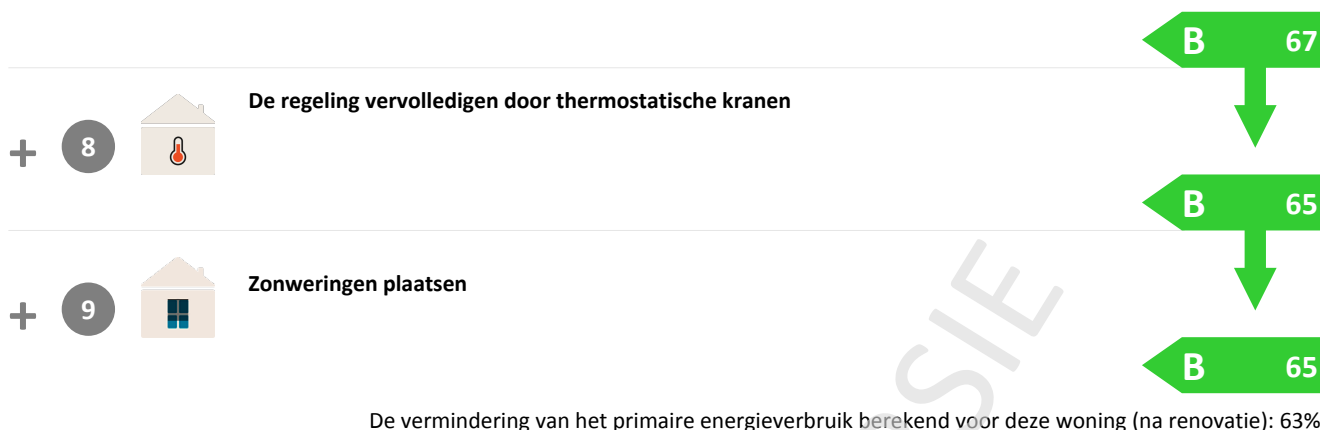 B 67
De regeling vervolledigen door thermostatische kranen
+ 8
B 65
Zonweringen plaatsen
+ 9
B 65
De vermindering van het primaire energieverbruik berekend voor deze woning (na renovatie): 63%
SIE